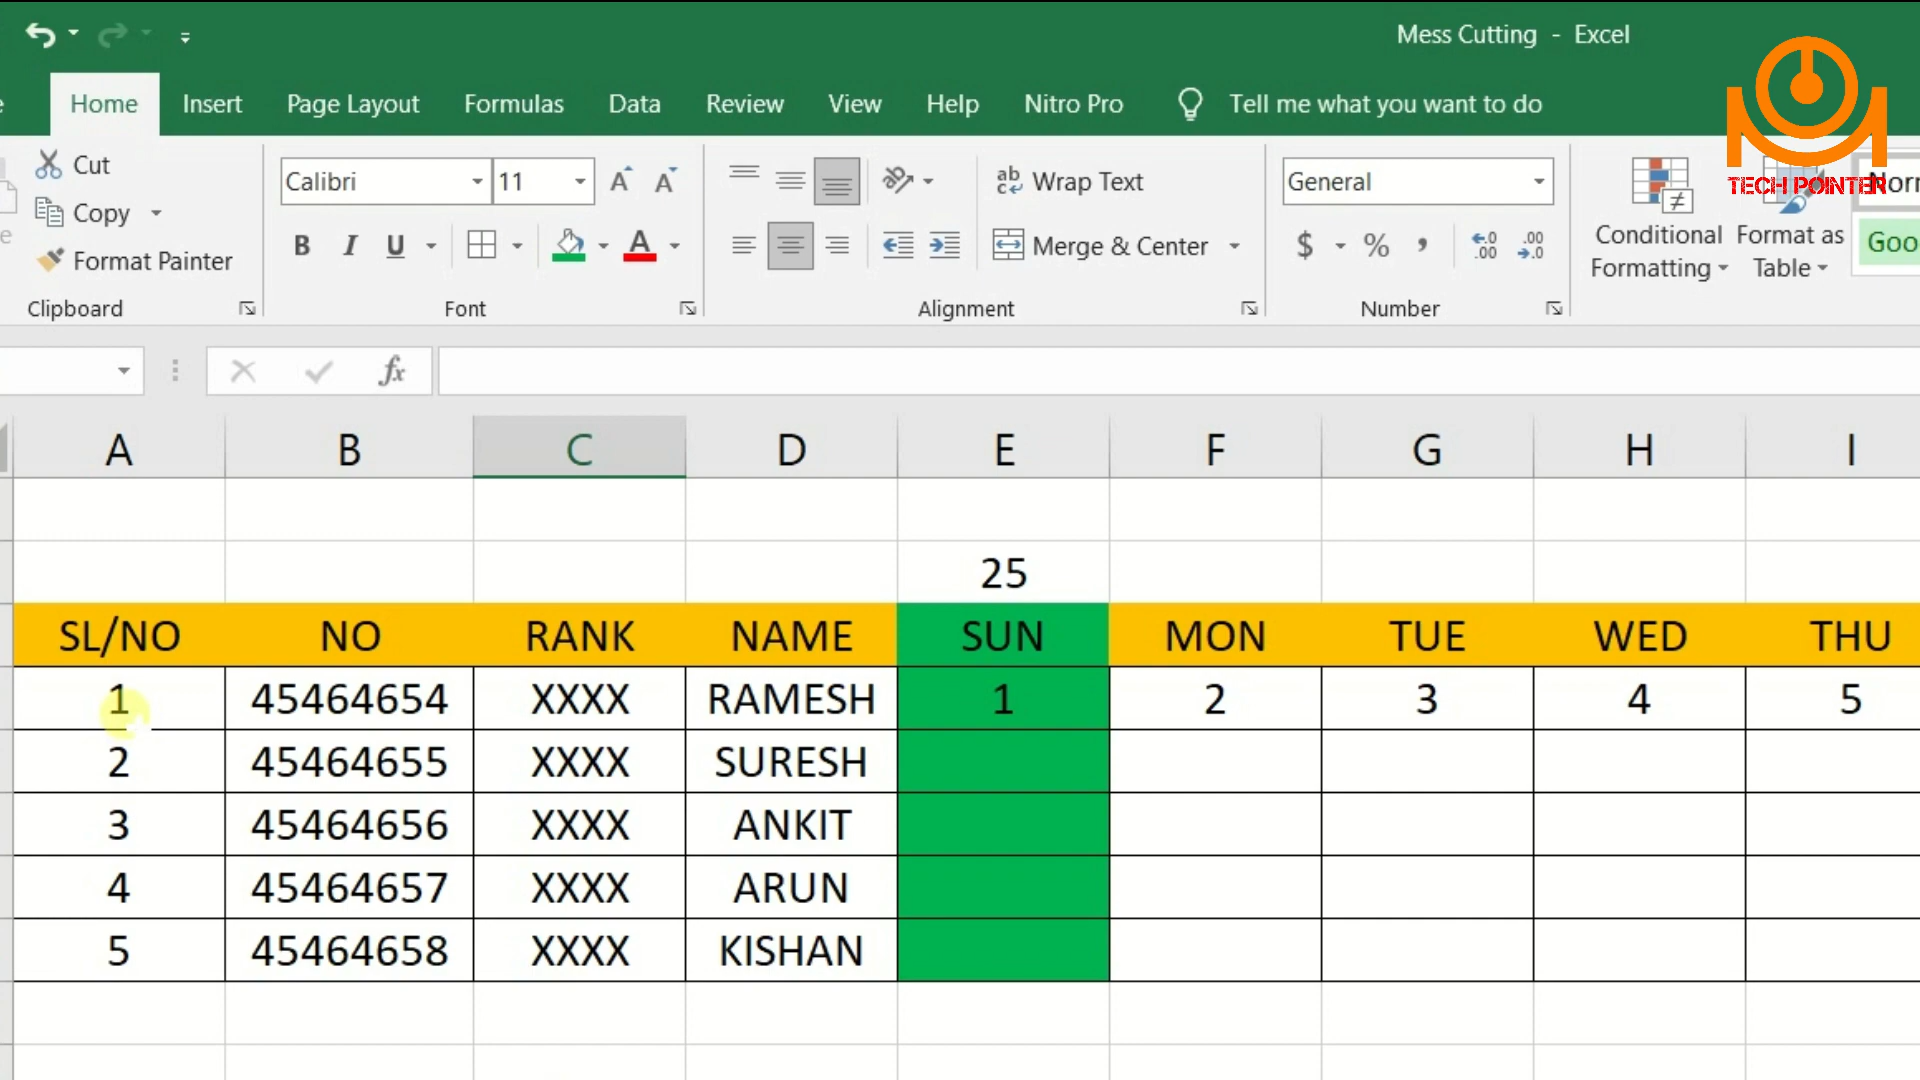 Mess Cutting - Excel
Home Insert Page Layout Formulas Data Review View Help Nitro Pro Tell me what you want to do
TECH POINTER
Cut
Copy
Format Painter
Clipboard
Calibri 11
B I U A
Font
Wrap Text
Merge & Center
Alignment
General
$ % ,
Number
Conditional Formatting
Format as Table
fx
A B C D E F G H I
25
SL/NO NO RANK NAME SUN MON TUE WED THU
1 45464654 XXXX RAMESH 1 2 3 4 5
2 45464655 XXXX SURESH
3 45464656 XXXX ANKIT
4 45464657 XXXX ARUN
5 45464658 XXXX KISHAN